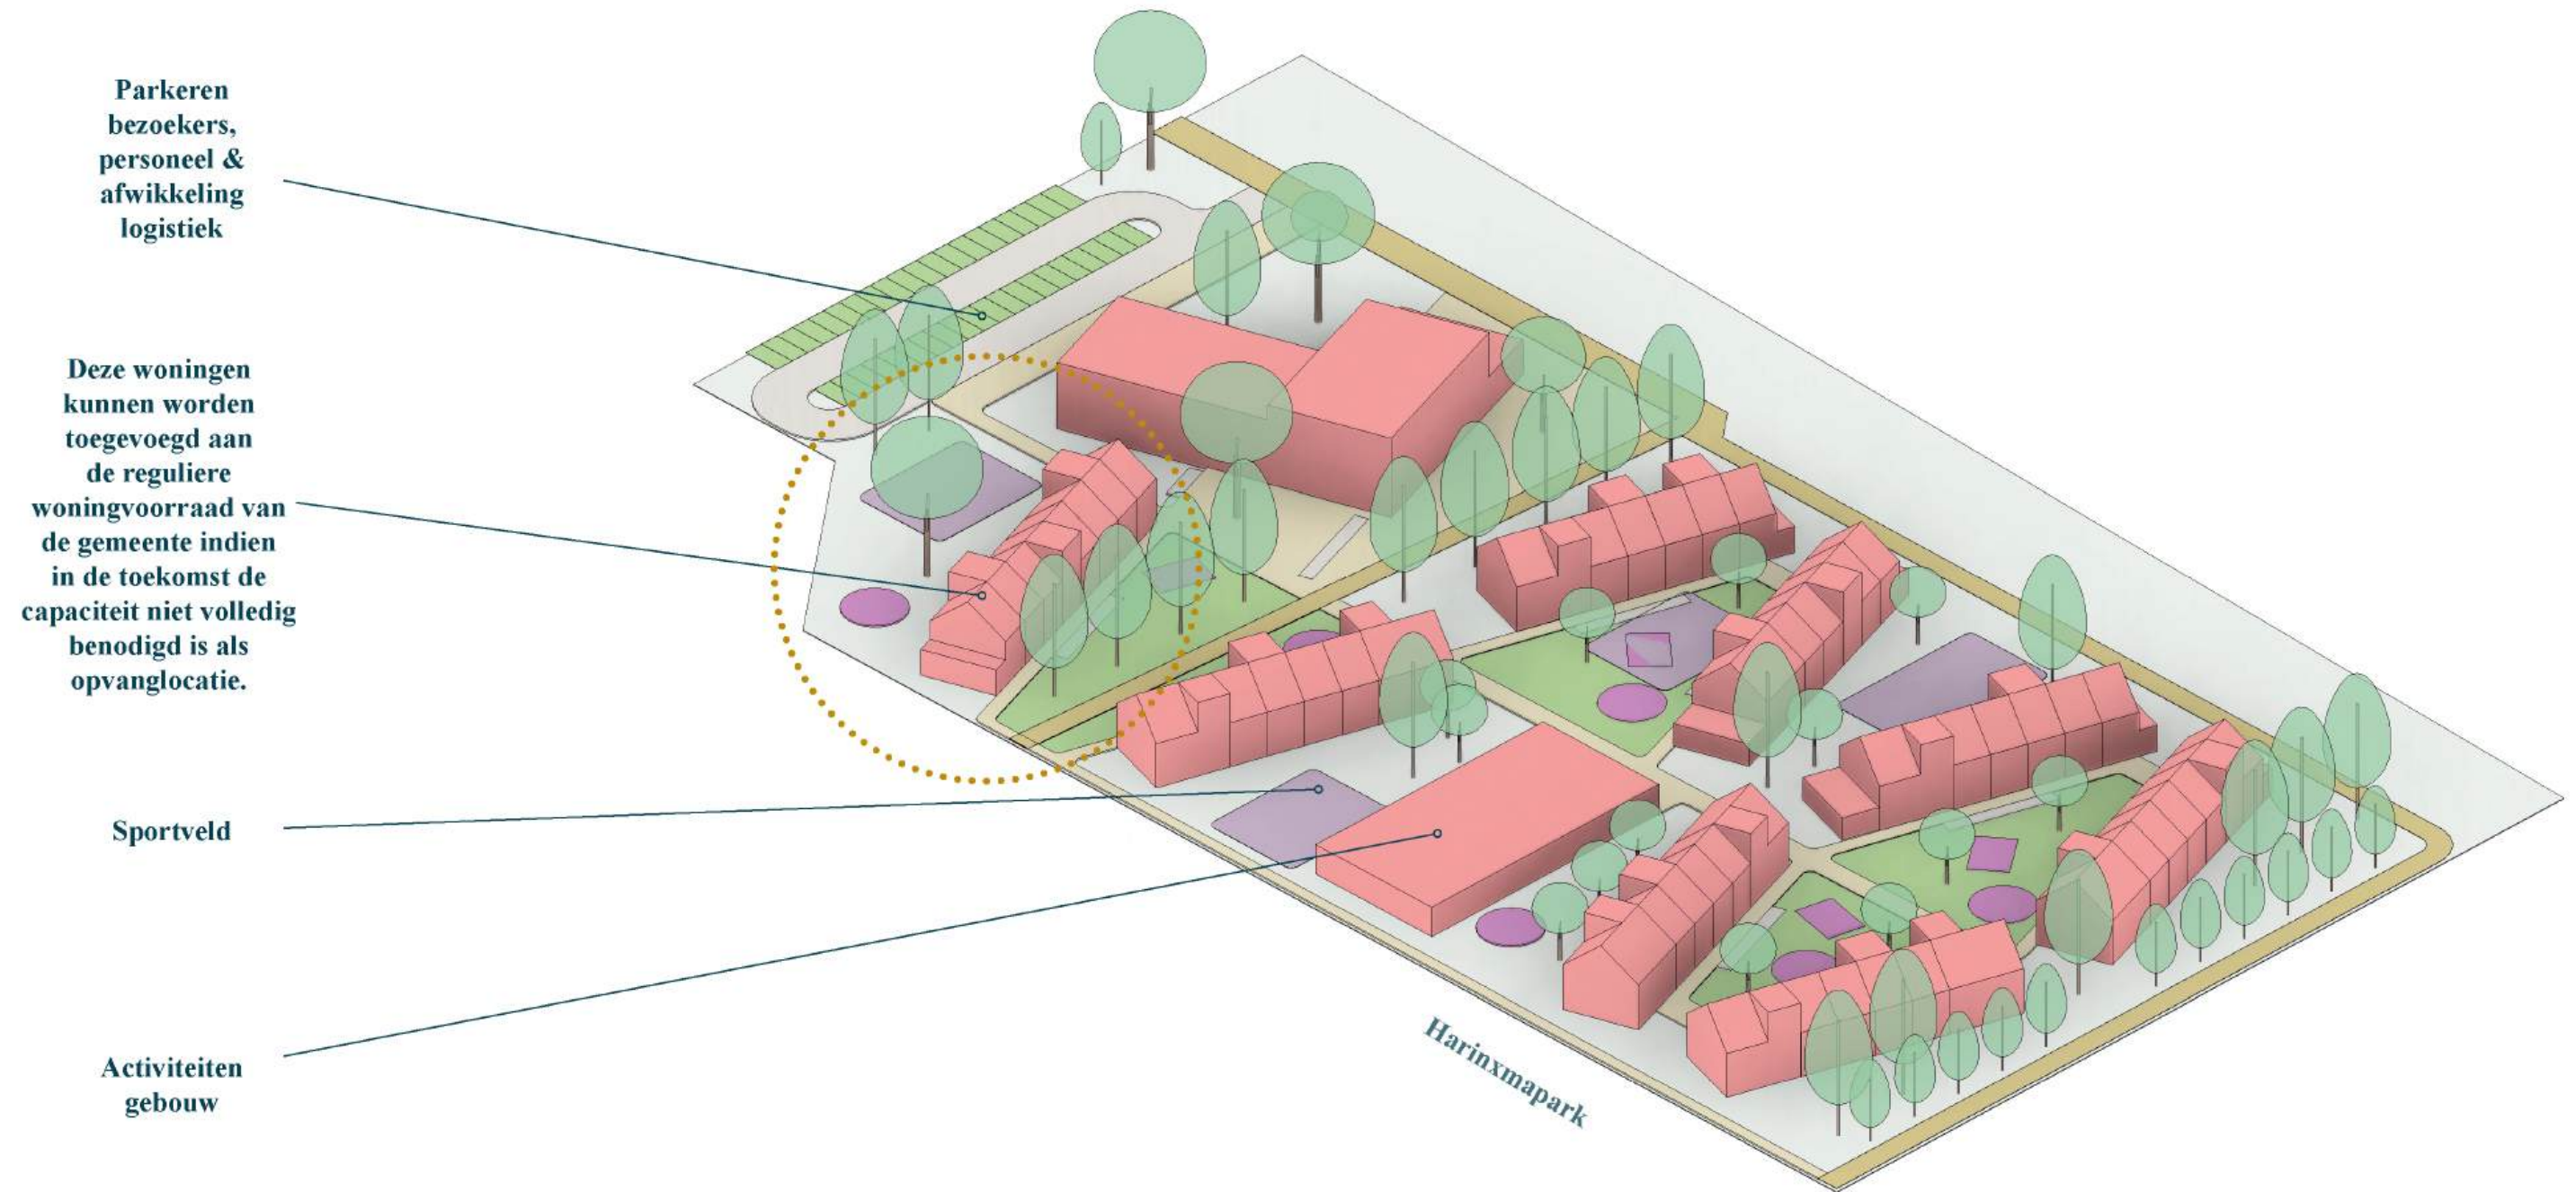 Parkeren
bezoekers,
personeel &
afwikkeling
logistiek
Deze woningen
kunnen worden
toegevoegd aan
de reguliere
woningvoorraad van
de gemeente indien
in de toekomst de
capaciteit niet volledig
benodigd is als
opvanglocatie.
Sportveld
Activiteiten
gebouw
Harinxmapark